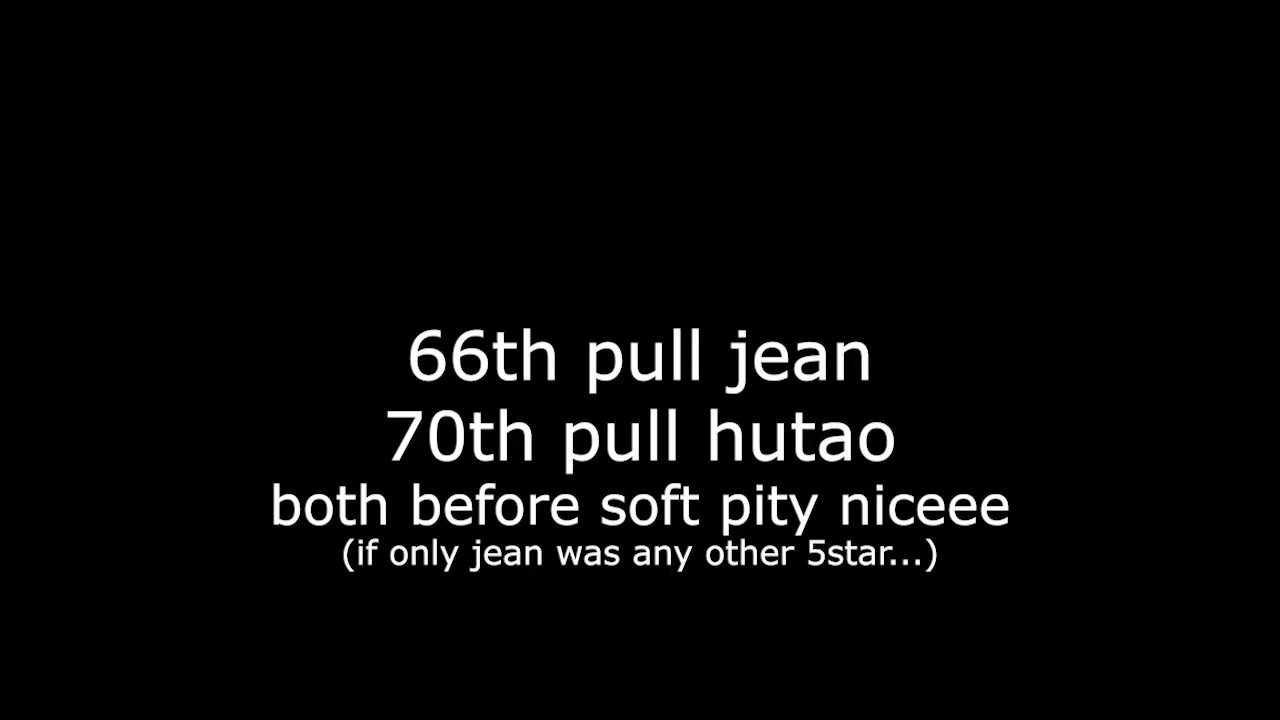 66th pull jean
70th pull hutao
both before soft pity niceee
(if only jean was any other 5star...)